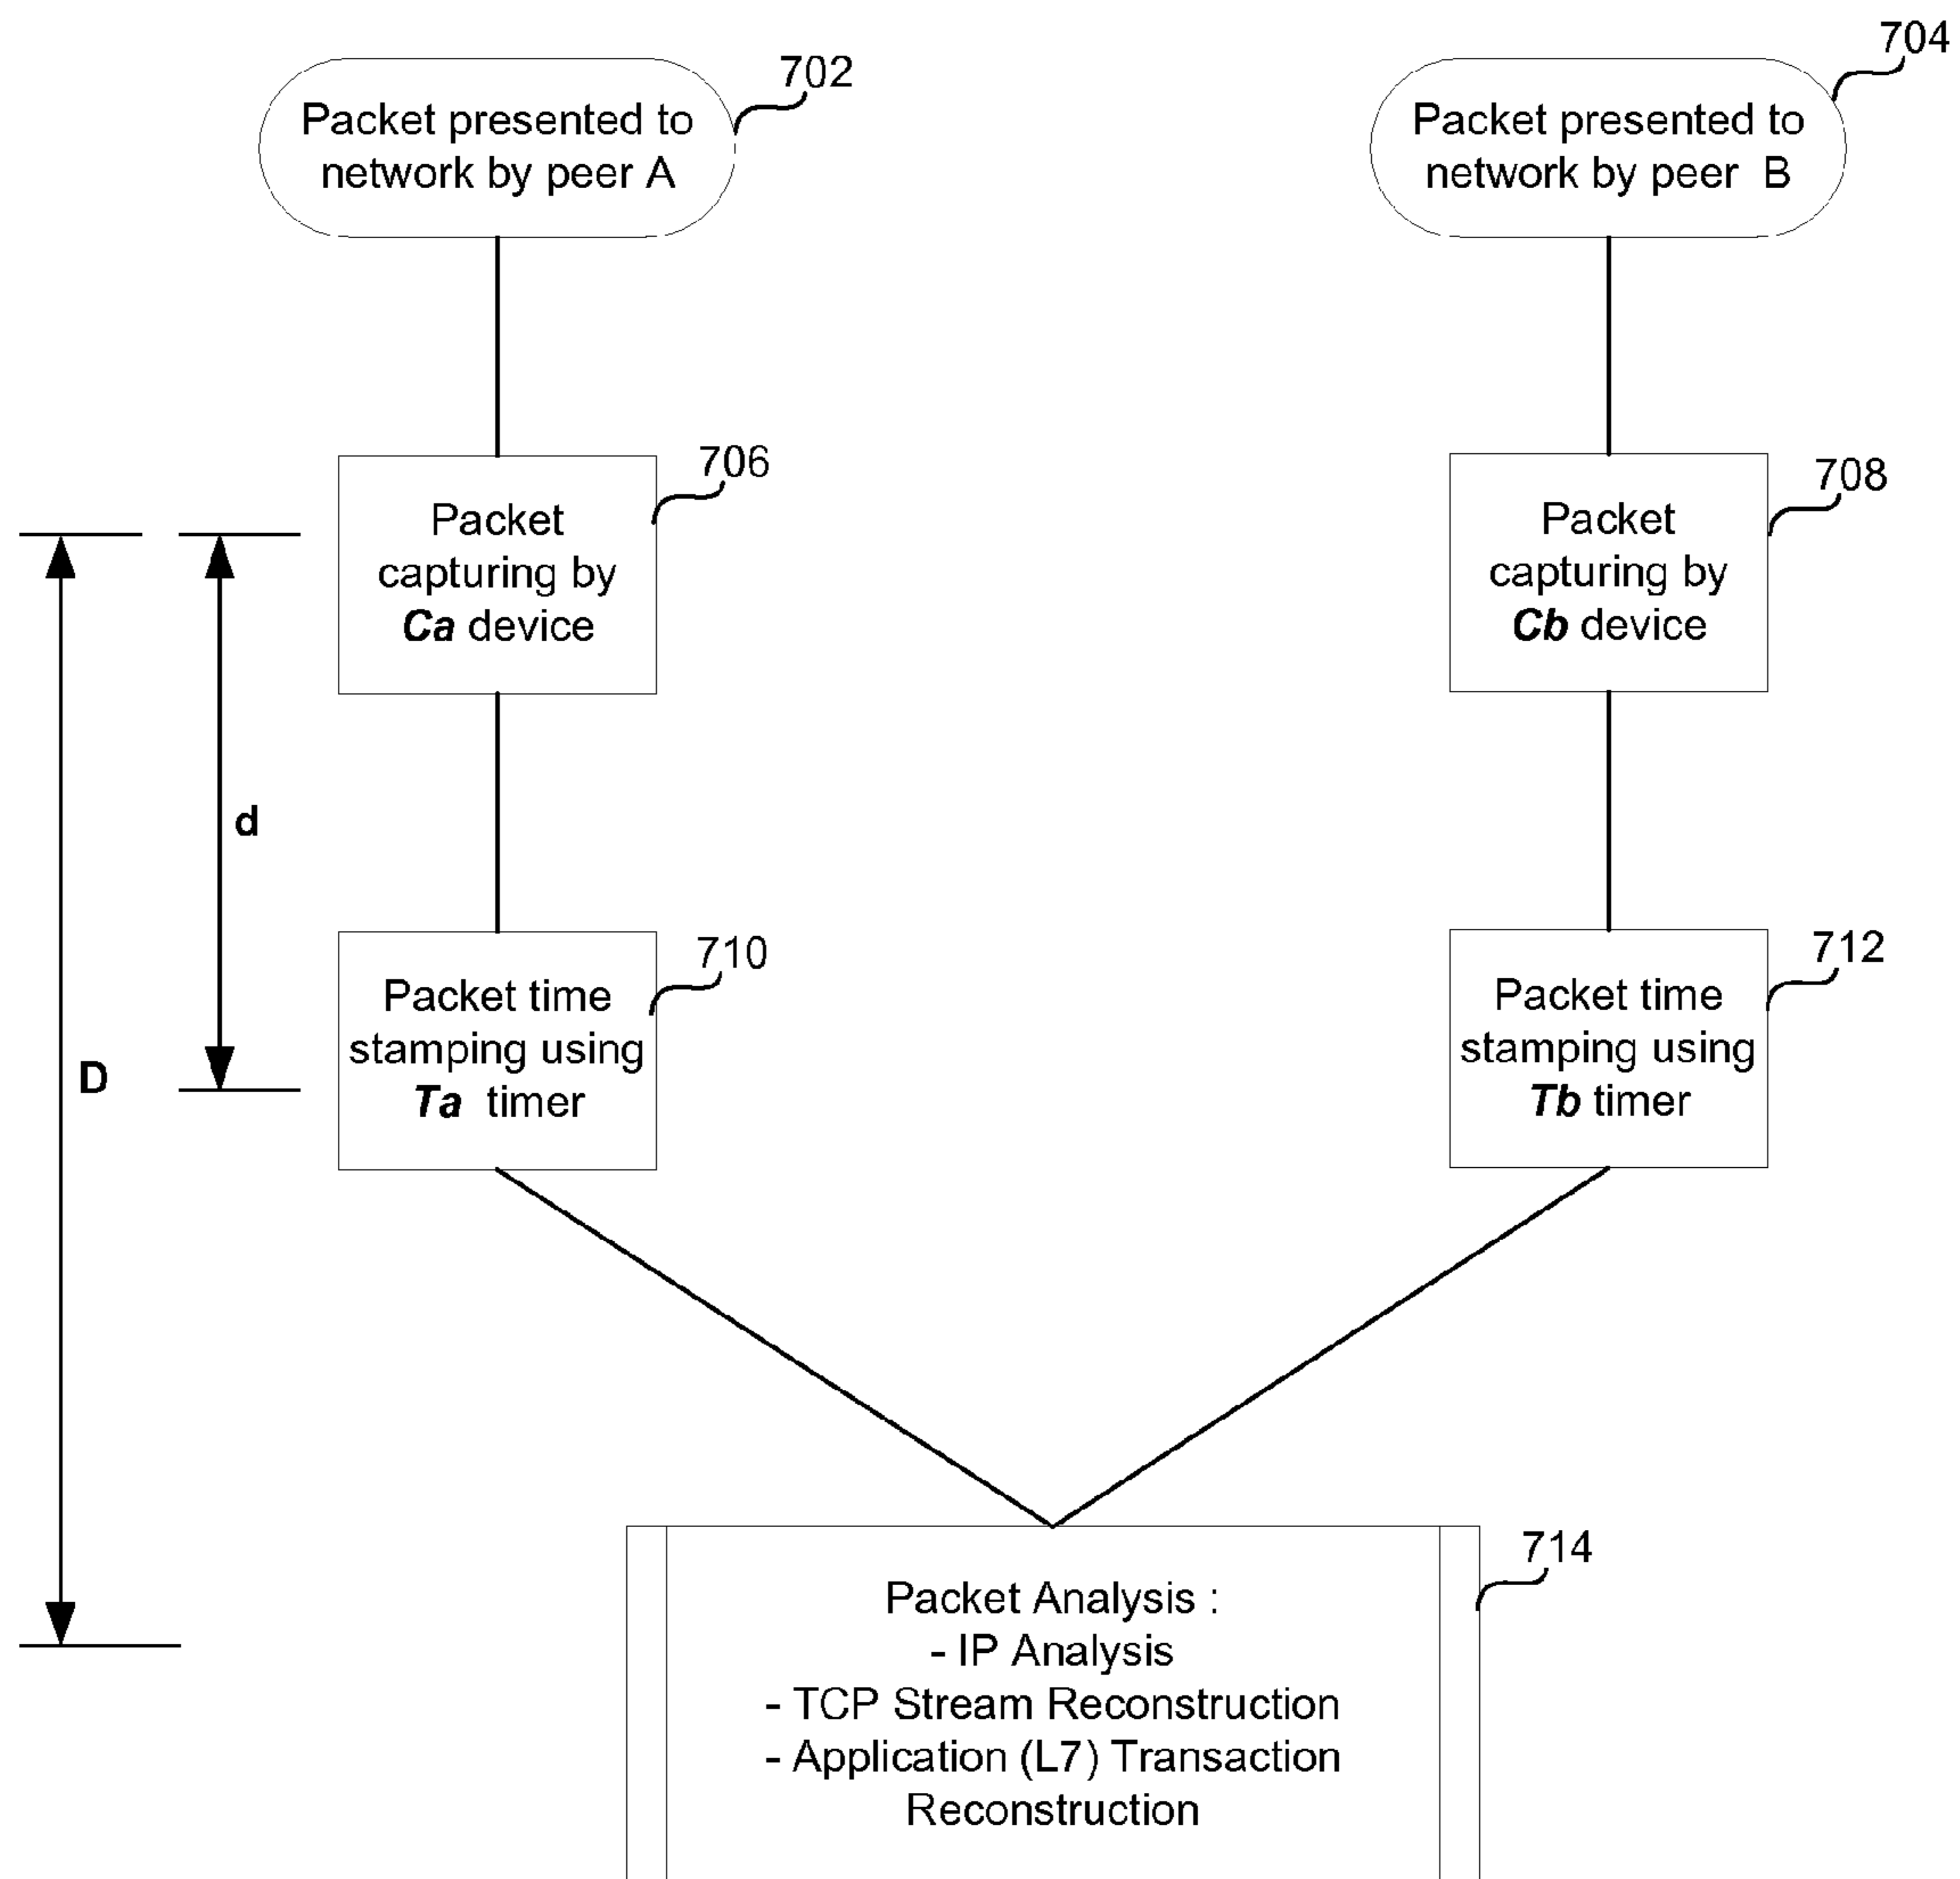 702
Packet presented to
network by peer A
704
Packet presented to
network by peer B
706
Packet
capturing by
Ca device
708
Packet
capturing by
Cb device
d
D
710
Packet time
stamping using
Ta timer
712
Packet time
stamping using
Tb timer
714
Packet Analysis :
- IP Analysis
- TCP Stream Reconstruction
- Application (L7) Transaction
Reconstruction